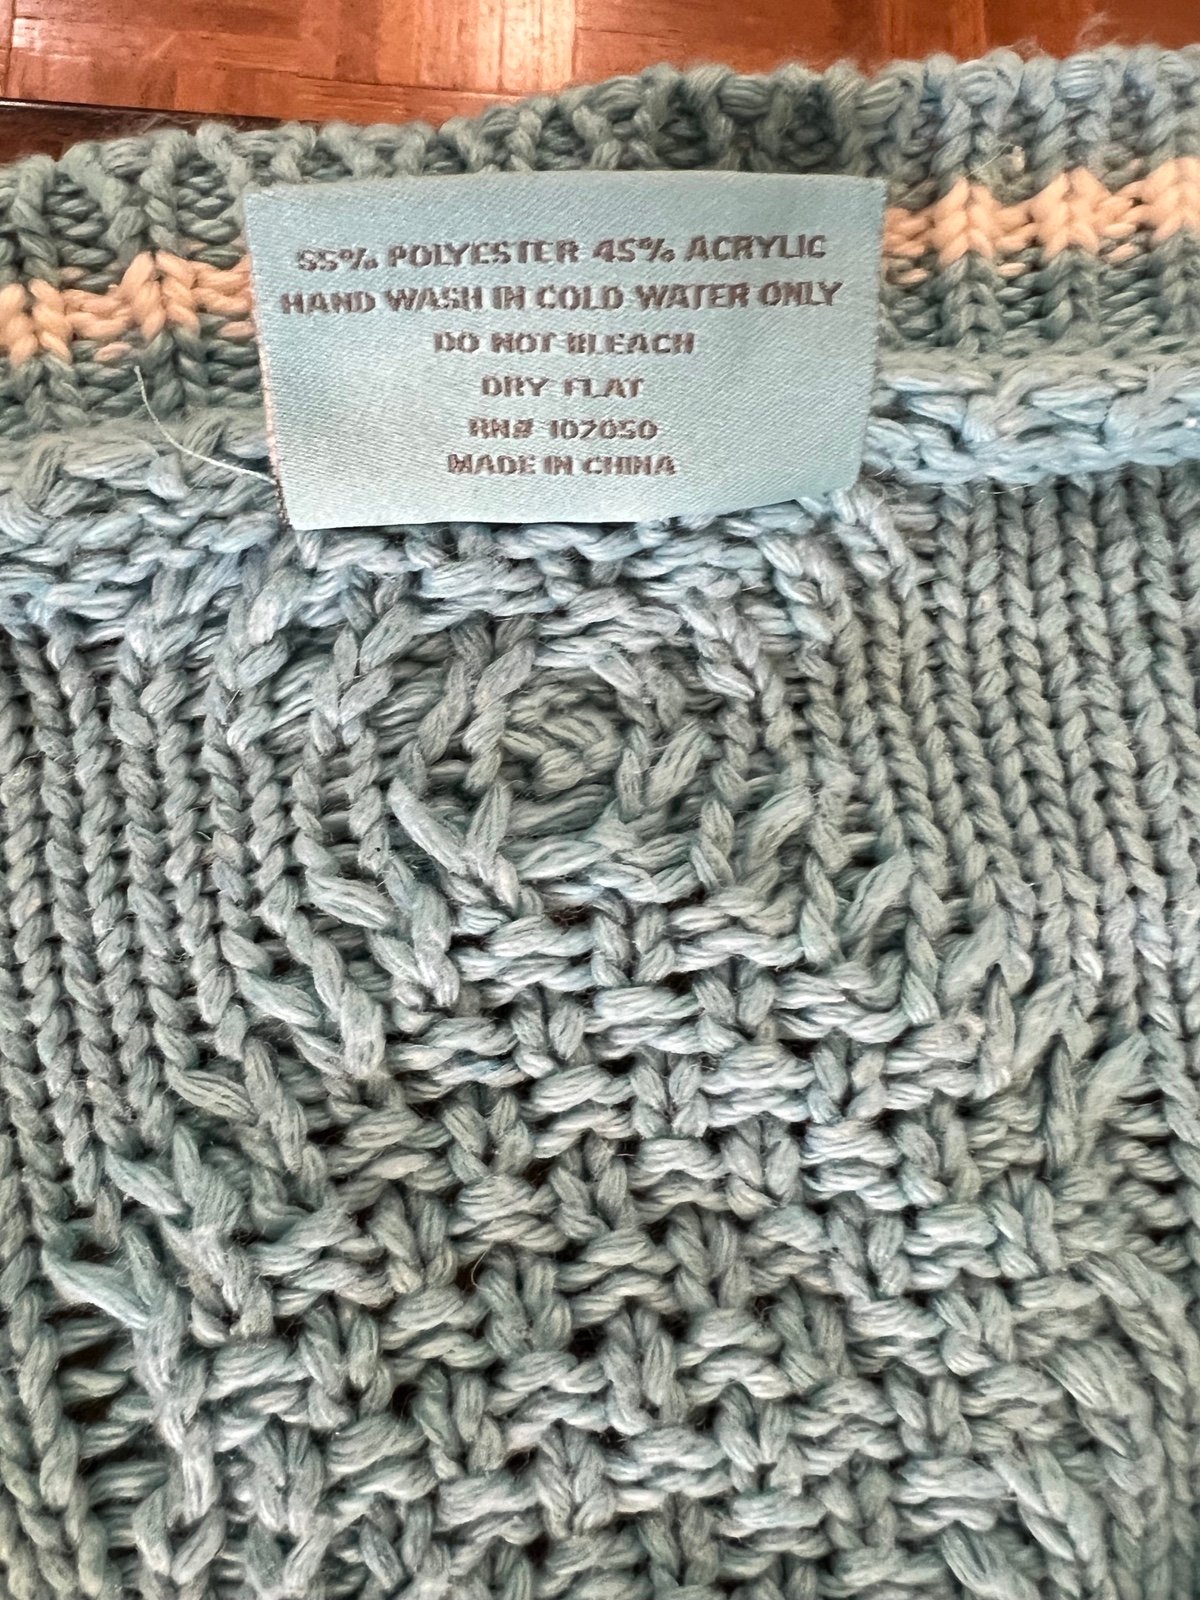 55% POLYESTER 45% ACRYLIC
HAND WASH IN COLD WATER ONLY
DO NOT BLEACH
DRY FLAT
RN# 107050
MADE IN CHINA